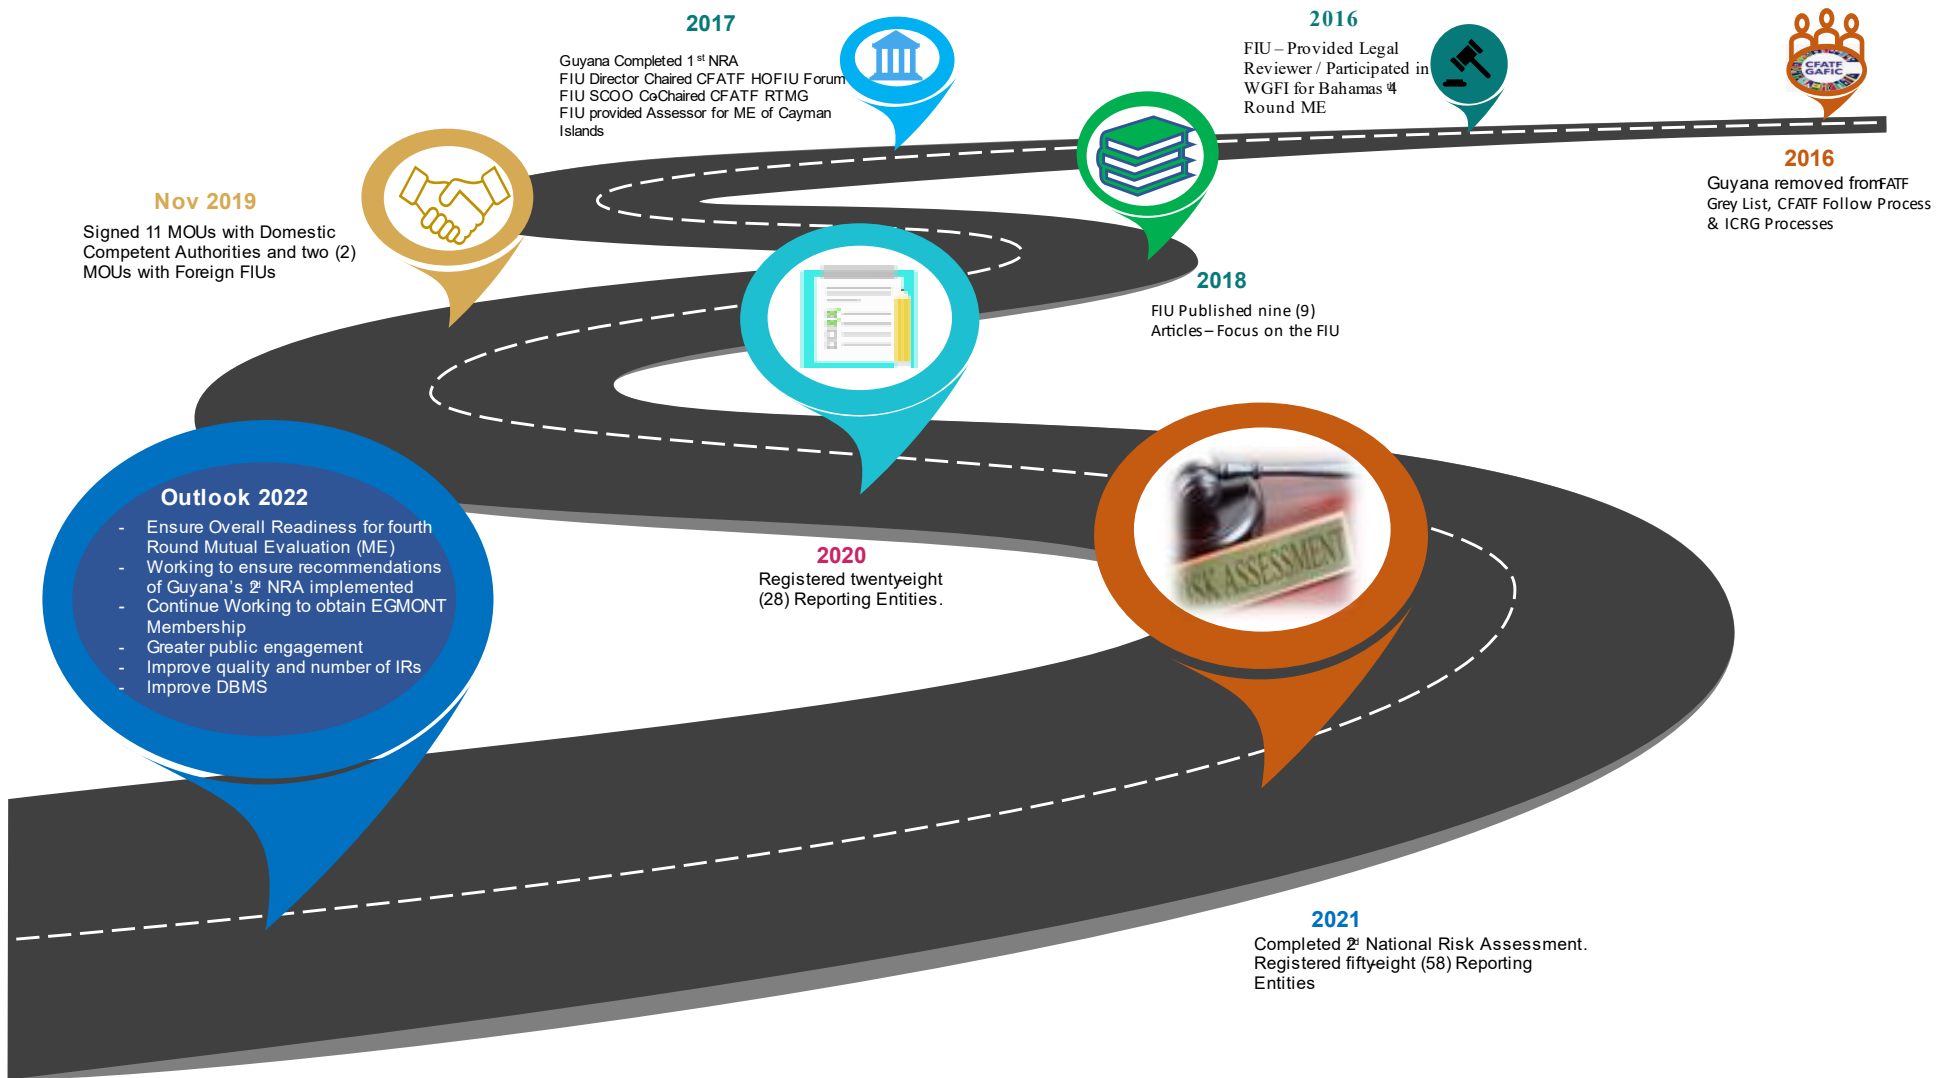 2017
Guyana Completed 1st NRA
FIU Director Chaired CFATF HOFIU Forum
FIU SCOO Co-Chaired CFATF RTMG
FIU provided Assessor for ME of Cayman
Islands
2016
FIU – Provided Legal
Reviewer / Participated in
WGFI for Bahamas 4th
Round ME
CFATF
GAFIC
2016
Guyana removed from FATF
Grey List, CFATF Follow Process
& ICRG Processes
Nov 2019
Signed 11 MOUs with Domestic
Competent Authorities and two (2)
MOUs with Foreign FIUs
2018
FIU Published nine (9)
Articles – Focus on the FIU
Outlook 2022
- Ensure Overall Readiness for fourth
Round Mutual Evaluation (ME)
- Working to ensure recommendations
of Guyana's 2nd NRA implemented
- Continue Working to obtain EGMONT
Membership
- Greater public engagement
- Improve quality and number of IRs
- Improve DBMS
2020
Registered twenty-eight
(28) Reporting Entities.
RISK ASSESSMENT
2021
Completed 2nd National Risk Assessment.
Registered fifty-eight (58) Reporting
Entities